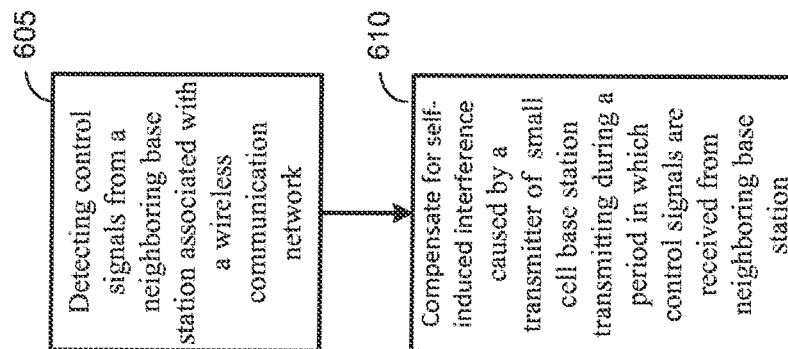 605
Detecting control
signals from a
neighboring base
station associated with
a wireless
communication
network
610
Compensate for self-
induced interference
caused by a
transmitter of small
cell base station
transmitting during a
period in which
control signals are
received from
neighboring base
station